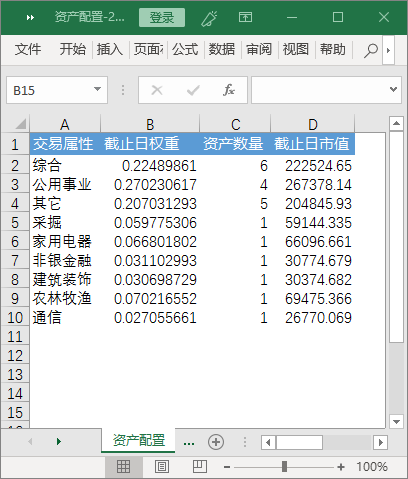 资产配置-2... 登录
文件 开始 插入 页面布 公式 数据 审阅 视图 帮助
B15 fx
A B C D
1 交易属性 截止日权重 资产数量 截止日市值
2 综合 0.22489861 6 222524.65
3 公用事业 0.270230617 4 267378.14
4 其它 0.207031293 5 204845.93
5 采掘 0.059775306 1 59144.335
6 家用电器 0.066801802 1 66096.661
7 非银金融 0.031102993 1 30774.679
8 建筑装饰 0.030698729 1 30374.682
9 农林牧渔 0.070216552 1 69475.366
10 通信 0.027055661 1 26770.069
11
12
13
14
15
资产配置 ...
100%